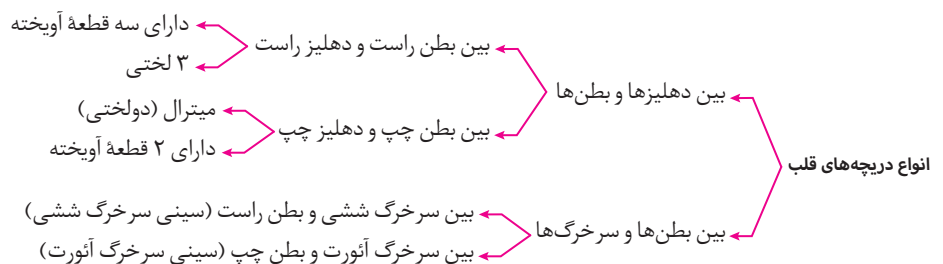 انواع دریچه‌های قلب
بین دهلیزها و بطن‌ها
بین بطن راست و دهلیز راست
دارای سه قطعهٔ آویخته
۳ لختی
بین بطن چپ و دهلیز چپ
میترال (دولختی)
دارای ۲ قطعهٔ آویخته
بین بطن‌ها و سرخرگ‌ها
بین سرخرگ ششی و بطن راست (سینی سرخرگ ششی)
بین سرخرگ آئورت و بطن چپ (سینی سرخرگ آئورت)